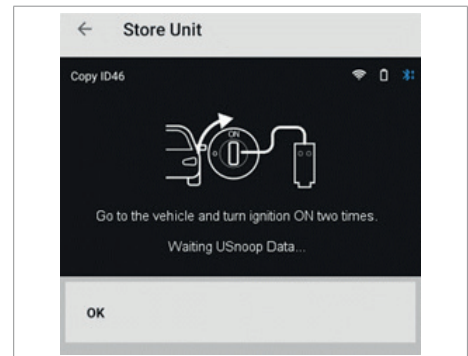 Store Unit
Copy ID46
ON
Go to the vehicle and turn ignition ON two times.
Waiting USnoop Data...
OK